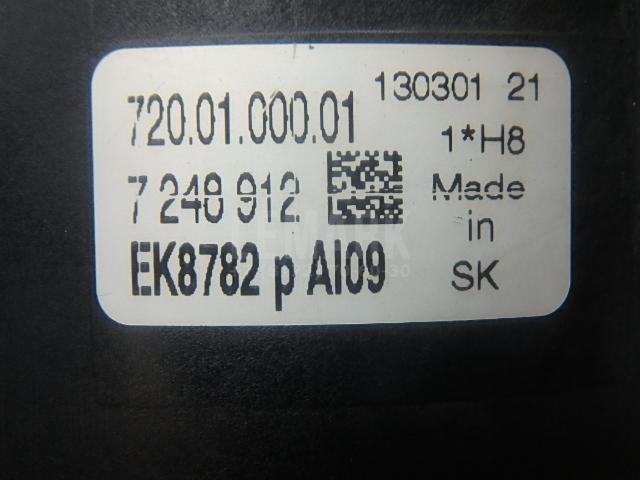 720.01.000.01 130301 21
1*H8
7 248 912 Made
in
EK8782 p AI09 SK